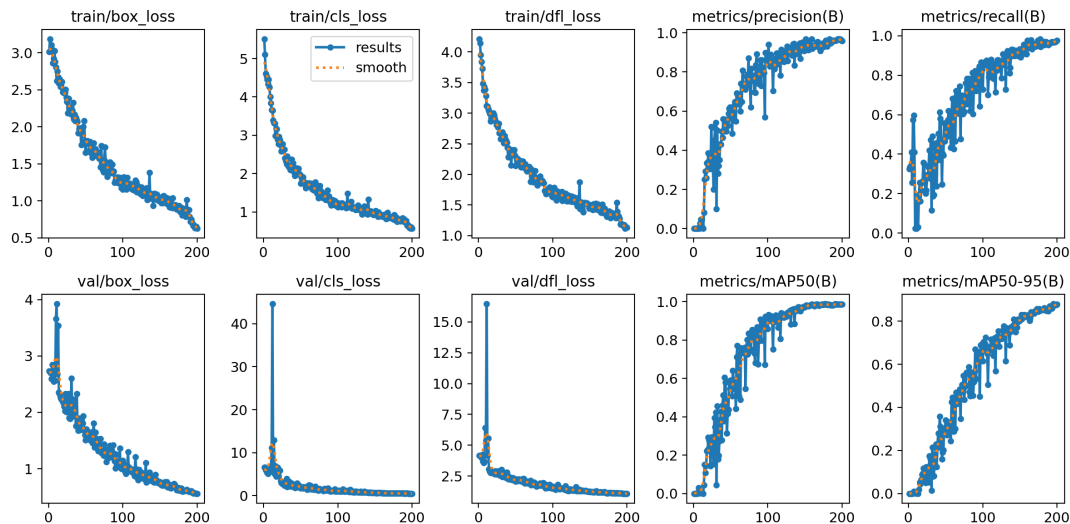 train/box_loss
train/cls_loss
train/dfl_loss
metrics/precision(B)
metrics/recall(B)
3.0
2.5
2.0
1.5
1.0
0.5
0 100 200
5
4
3
2
1
0 100 200
results
smooth
4.0
3.5
3.0
2.5
2.0
1.5
1.0
0 100 200
1.0
0.8
0.6
0.4
0.2
0.0
0 100 200
1.0
0.8
0.6
0.4
0.2
0.0
0 100 200
val/box_loss
val/cls_loss
val/dfl_loss
metrics/mAP50(B)
metrics/mAP50-95(B)
4
3
2
1
0 100 200
40
30
20
10
0
0 100 200
15.0
12.5
10.0
7.5
5.0
2.5
0 100 200
1.0
0.8
0.6
0.4
0.2
0.0
0 100 200
0.8
0.6
0.4
0.2
0.0
0 100 200